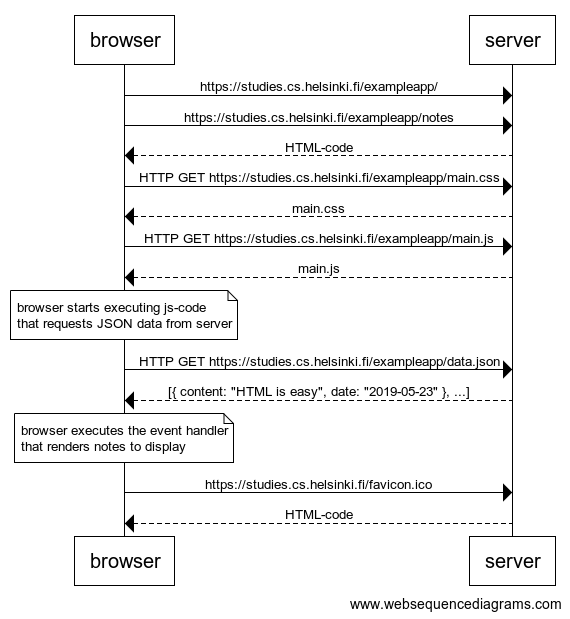 browser
server
https://studies.cs.helsinki.fi/exampleapp/
https://studies.cs.helsinki.fi/exampleapp/notes
HTML-code
HTTP GET https://studies.cs.helsinki.fi/exampleapp/main.css
main.css
HTTP GET https://studies.cs.helsinki.fi/exampleapp/main.js
main.js
browser starts executing js-code
that requests JSON data from server
HTTP GET https://studies.cs.helsinki.fi/exampleapp/data.json
[{ content: "HTML is easy", date: "2019-05-23" }, ...]
browser executes the event handler
that renders notes to display
https://studies.cs.helsinki.fi/favicon.ico
HTML-code
browser
server
www.websequencediagrams.com